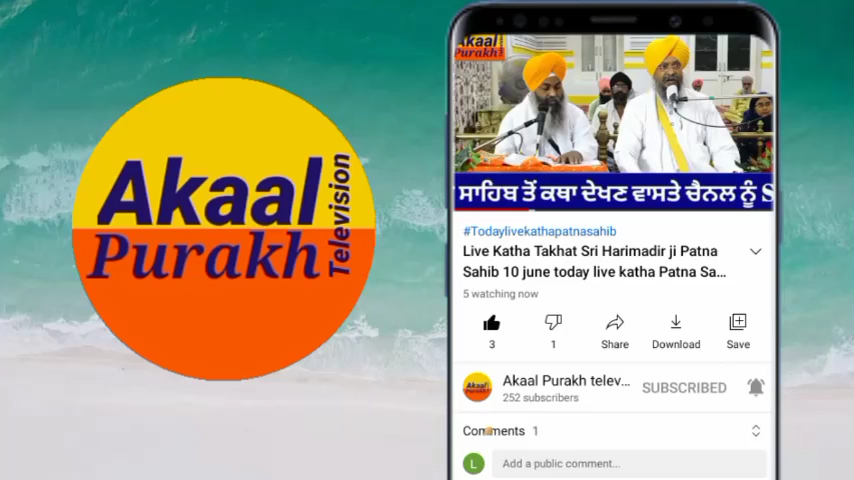 Akaal
Purakh
Television
Akaal
Purakh
ਸਾਹਿਬ ਤੋਂ ਕਥਾ ਦੇਖਣ ਵਾਸਤੇ ਚੈਨਲ ਨੂੰ S
#Todaylivekathapatnasahib
Live Katha Takhat Sri Harimadir ji Patna
Sahib 10 june today live katha Patna Sa...
5 watching now
3
1
Share
Download
Save
Akaal
Purakh
Akaal Purakh telev...
SUBSCRIBED
252 subscribers
Comments 1
L
Add a public comment...